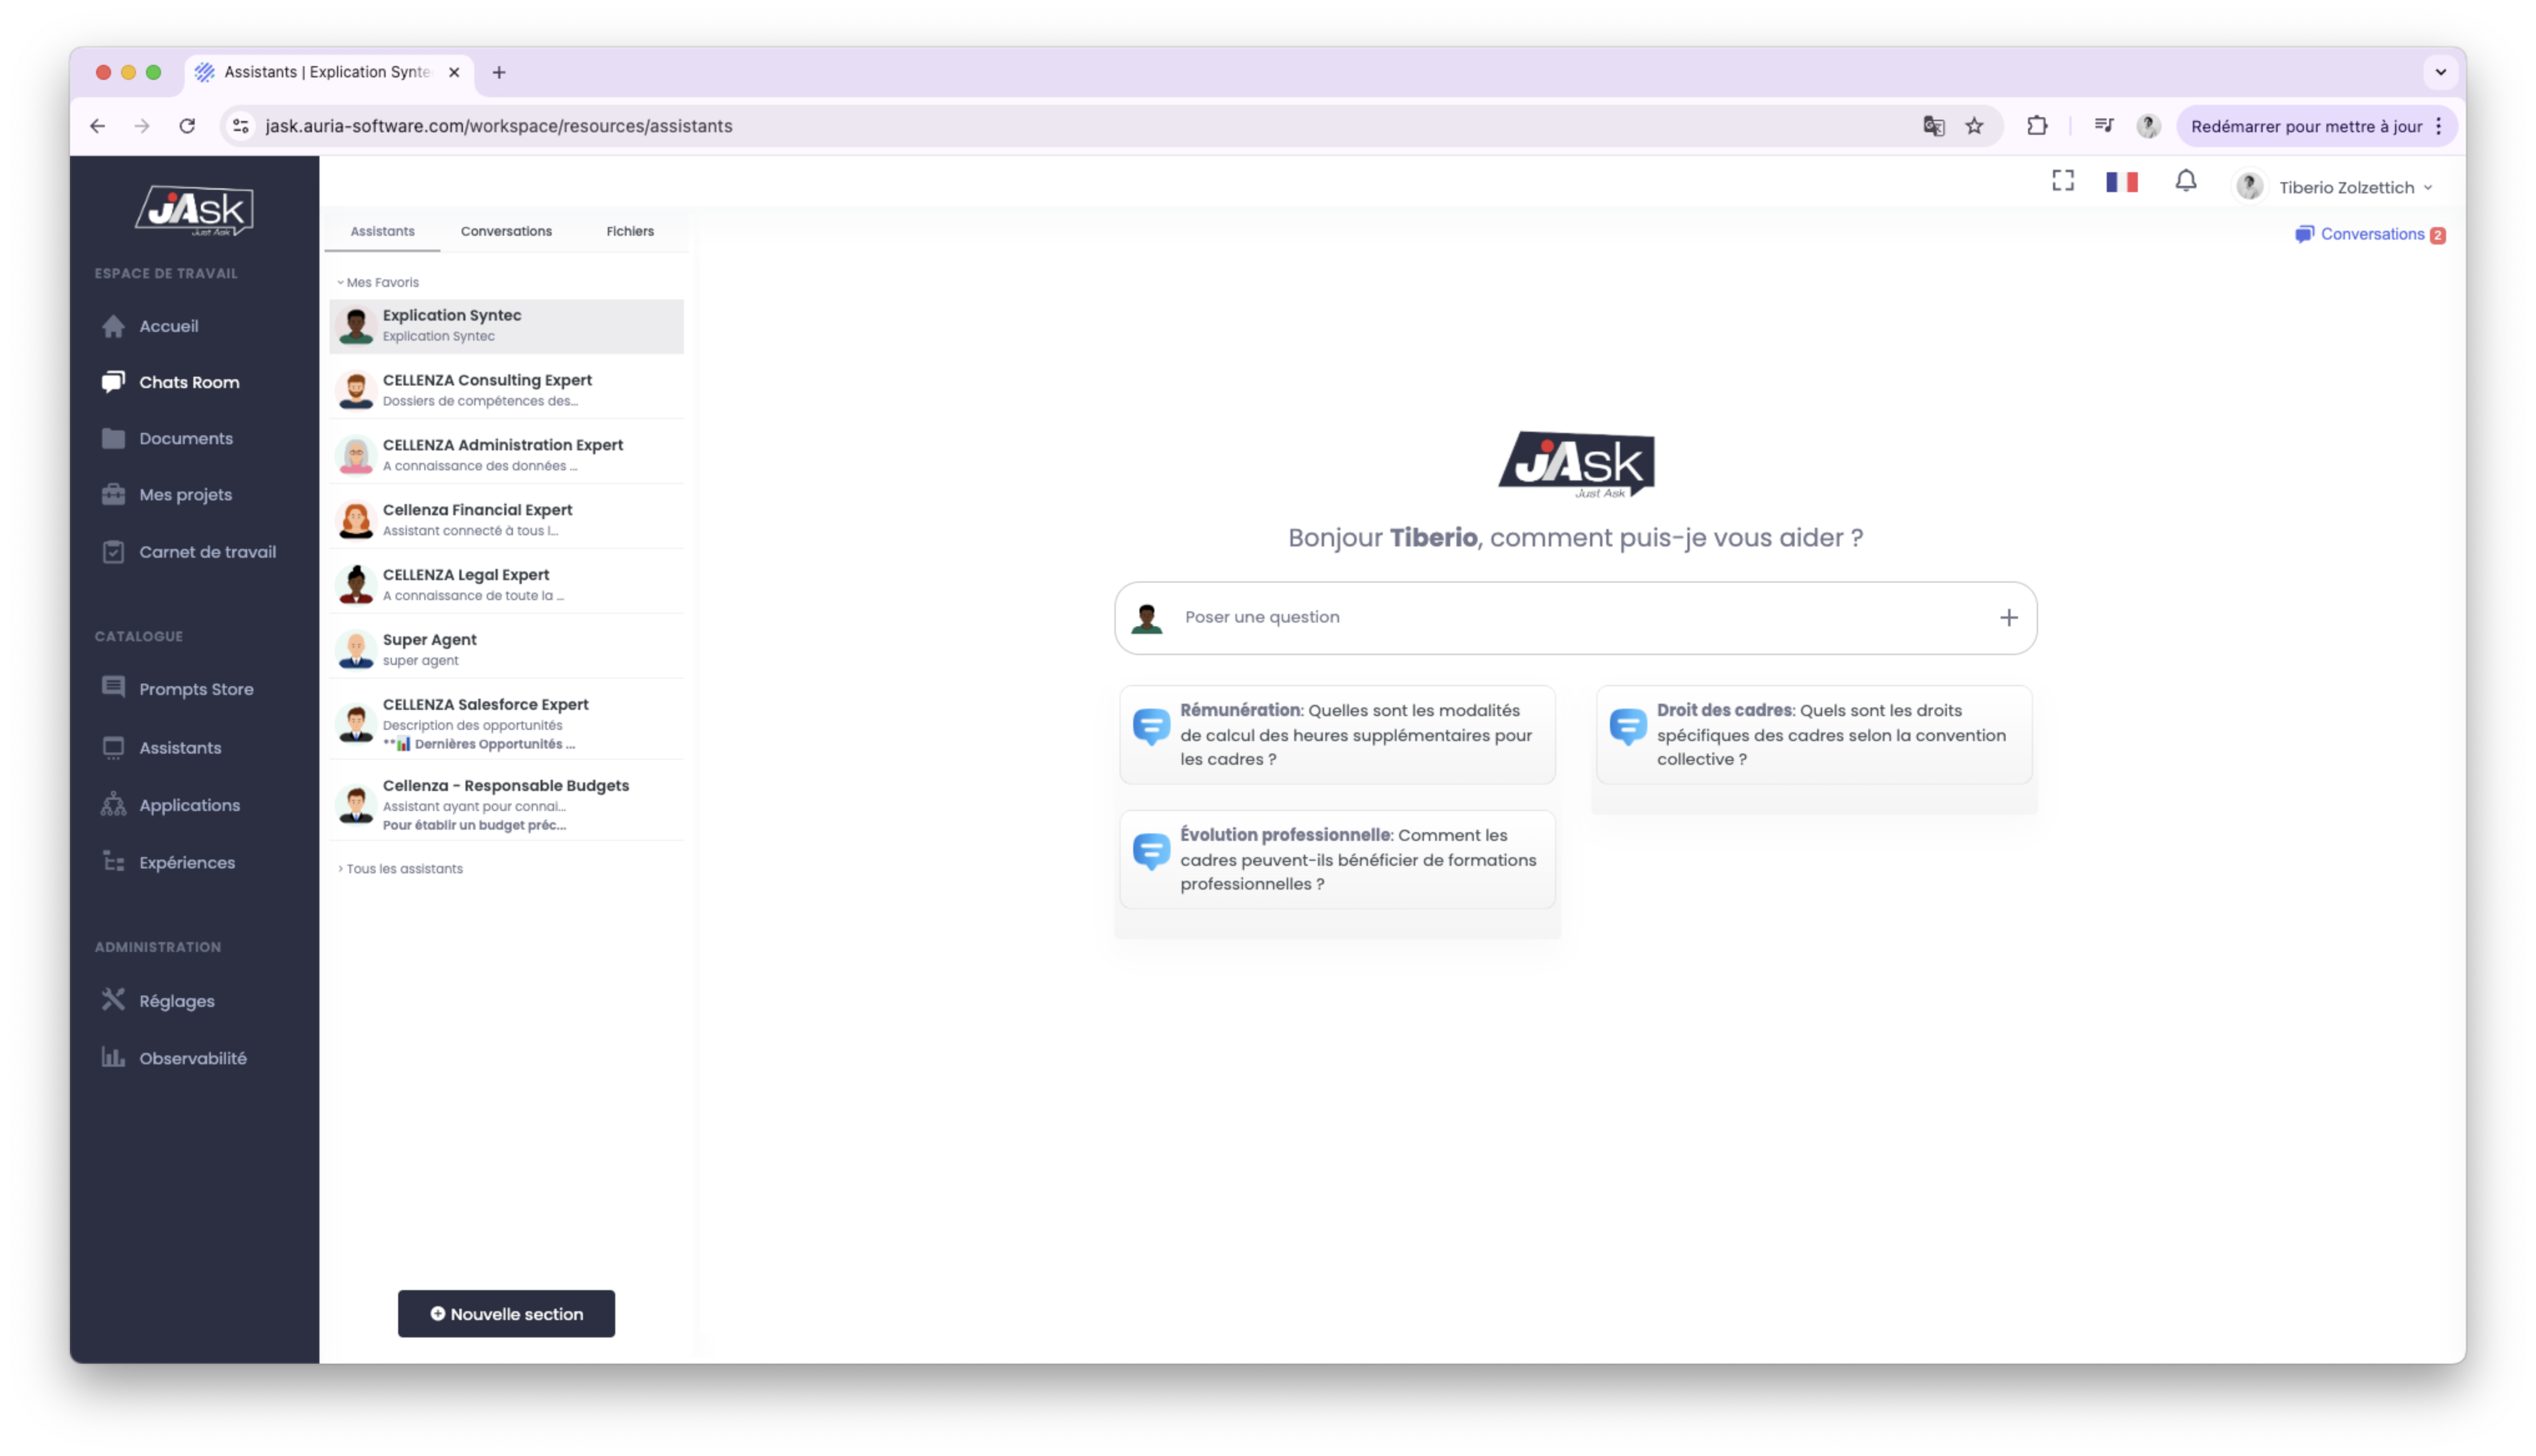 Assistants | Explication Synte
jask.auria-software.com/workspace/resources/assistants
Redémarrer pour mettre à jour
jAsk
Just Ask
ESPACE DE TRAVAIL
Accueil
Chats Room
Documents
Mes projets
Carnet de travail
CATALOGUE
Prompts Store
Assistants
Applications
Expériences
ADMINISTRATION
Réglages
Observabilité
Tiberio Zolzettich
Assistants
Conversations
Fichiers
Mes Favoris
Explication Syntec
Explication Syntec
CELLENZA Consulting Expert
Dossiers de compétences des...
CELLENZA Administration Expert
A connaissance des données ...
Cellenza Financial Expert
Assistant connecté à tous l...
CELLENZA Legal Expert
A connaissance de toute la ...
Super Agent
super agent
CELLENZA Salesforce Expert
Description des opportunités
**📊 Dernières Opportunités ...
Cellenza - Responsable Budgets
Assistant ayant pour connai...
Pour établir un budget préc...
Tous les assistants
Nouvelle section
Conversations 2
jAsk
Just Ask
Bonjour Tiberio, comment puis-je vous aider ?
Poser une question
Rémunération: Quelles sont les modalités
de calcul des heures supplémentaires pour
les cadres ?
Droit des cadres: Quels sont les droits
spécifiques des cadres selon la convention
collective ?
Évolution professionnelle: Comment les
cadres peuvent-ils bénéficier de formations
professionnelles ?